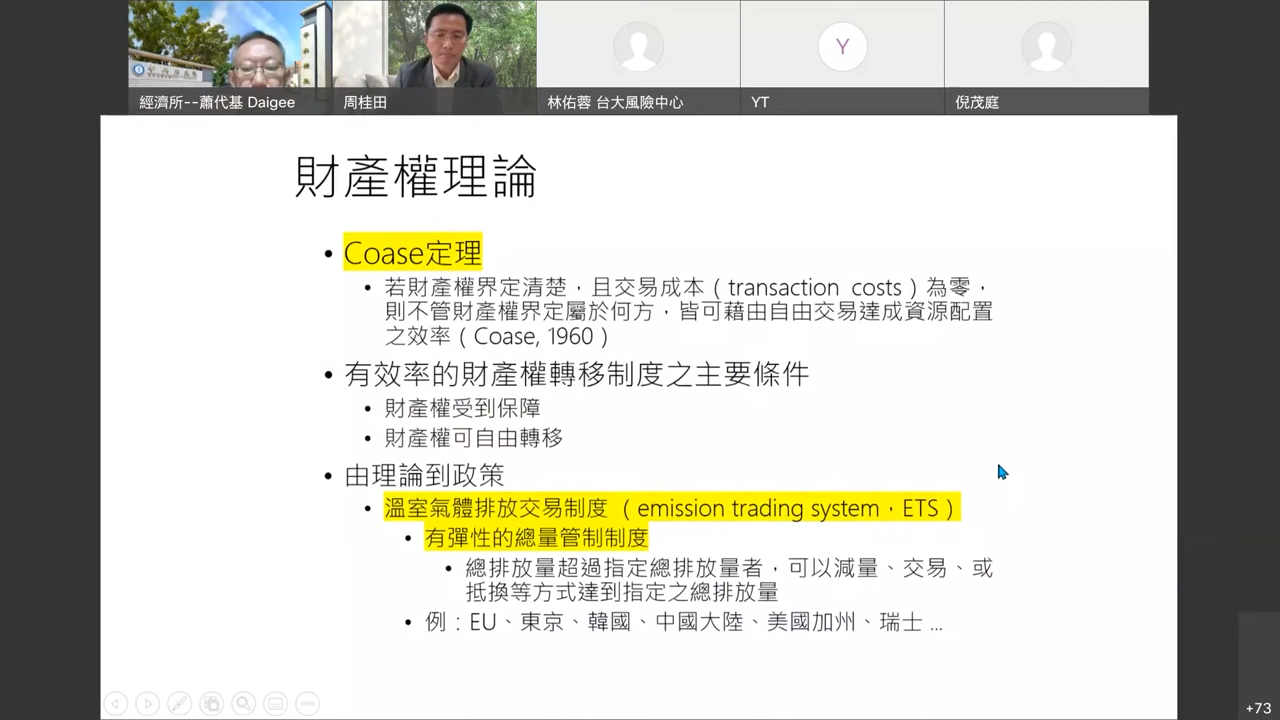 經濟所--蕭代基 Daigee
周桂田
林佑蓉 台大風險中心
Y
YT
倪茂庭
財產權理論
• Coase定理
• 若財產權界定清楚，且交易成本（transaction costs）為零，
則不管財產權界定屬於何方，皆可藉由自由交易達成資源配置
之效率（Coase, 1960）
• 有效率的財產權轉移制度之主要條件
• 財產權受到保障
• 財產權可自由轉移
• 由理論到政策
• 溫室氣體排放交易制度 （emission trading system，ETS）
• 有彈性的總量管制制度
• 總排放量超過指定總排放量者，可以減量、交易、或
抵換等方式達到指定之總排放量
• 例：EU、東京、韓國、中國大陸、美國加州、瑞士 ...
+73